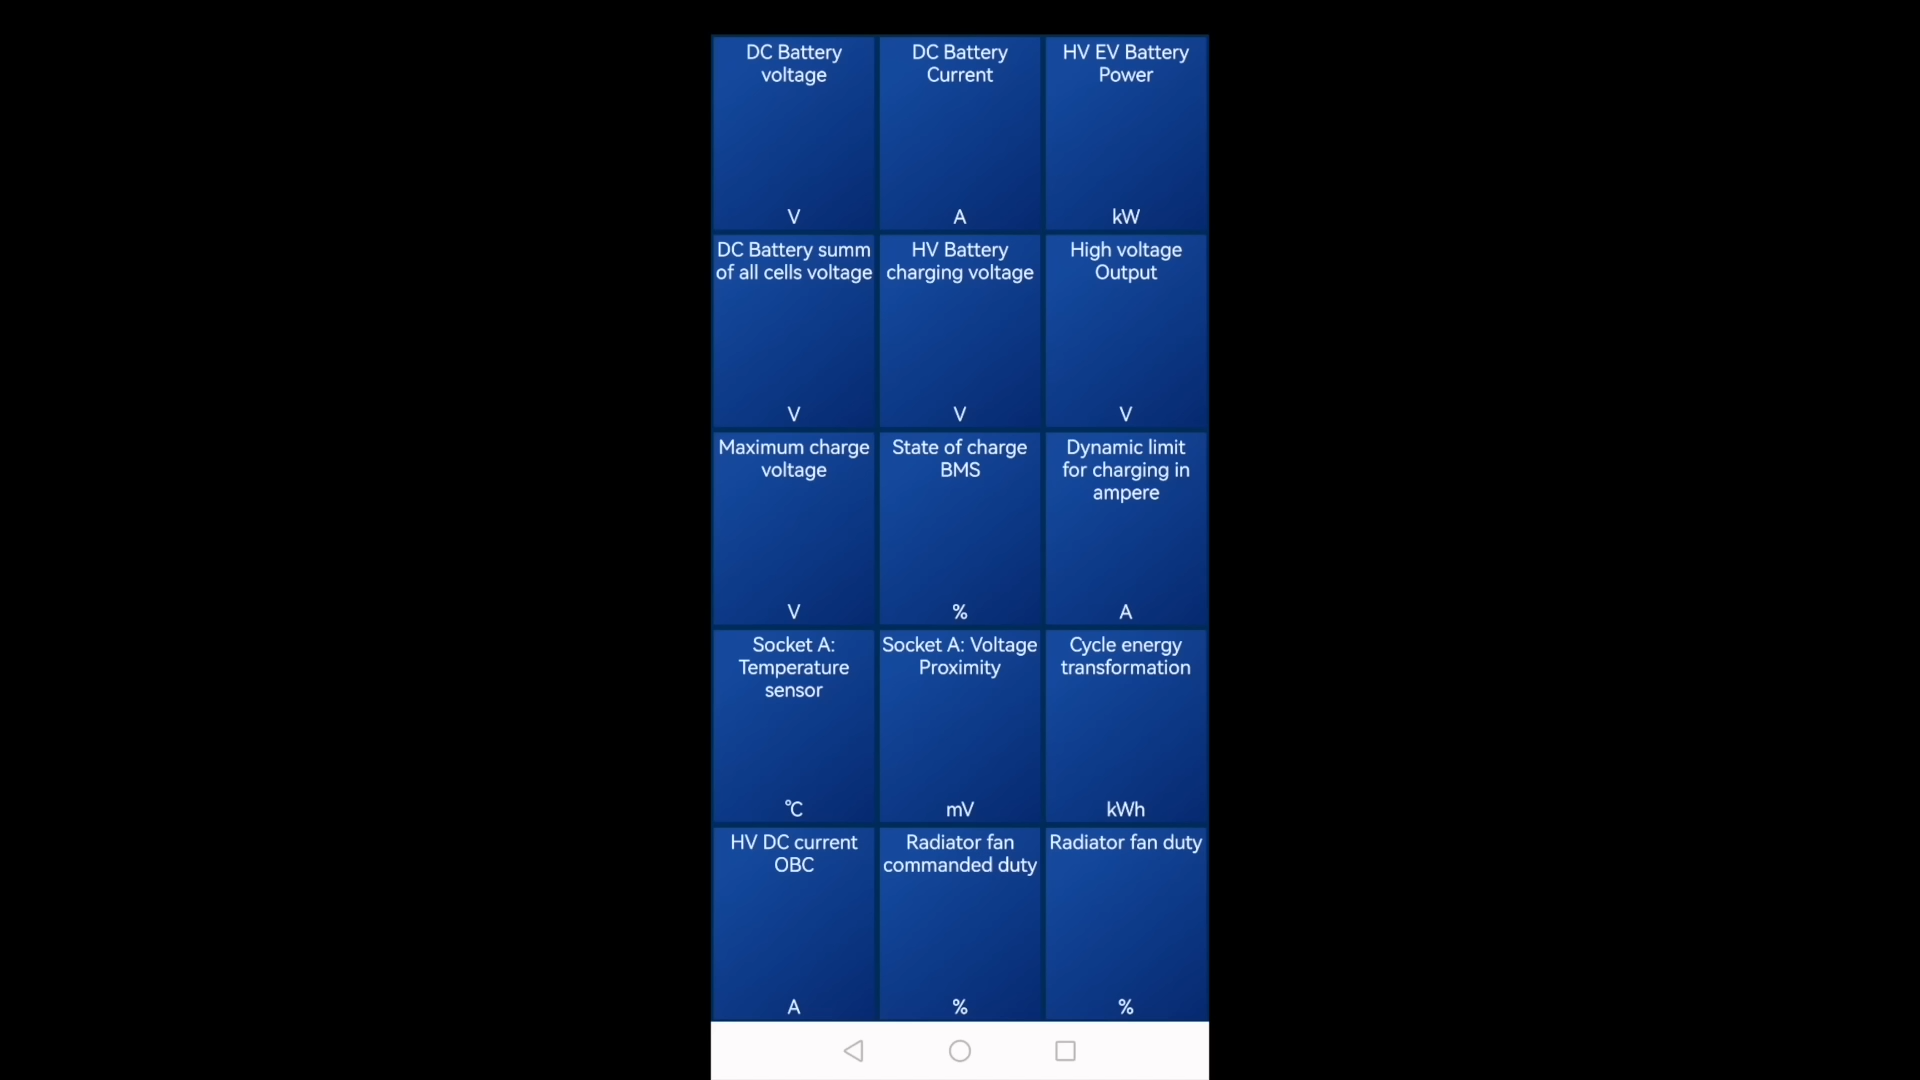 DC Battery
voltage
V
DC Battery
Current
A
HV EV Battery
Power
kW
DC Battery summ
of all cells voltage
V
HV Battery
charging voltage
V
High voltage
Output
V
Maximum charge
voltage
V
State of charge
BMS
%
Dynamic limit
for charging in
ampere
A
Socket A:
Temperature
sensor
℃
Socket A: Voltage
Proximity
mV
Cycle energy
transformation
kWh
HV DC current
OBC
A
Radiator fan
commanded duty
%
Radiator fan duty
%